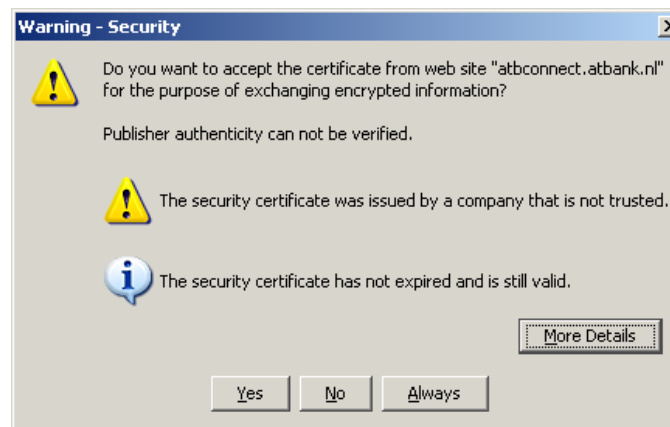 Warning - Security
Do you want to accept the certificate from web site "atbconnect.atbank.nl"
for the purpose of exchanging encrypted information?
Publisher authenticity can not be verified.
The security certificate was issued by a company that is not trusted.
The security certificate has not expired and is still valid.
More Details
Yes No Always